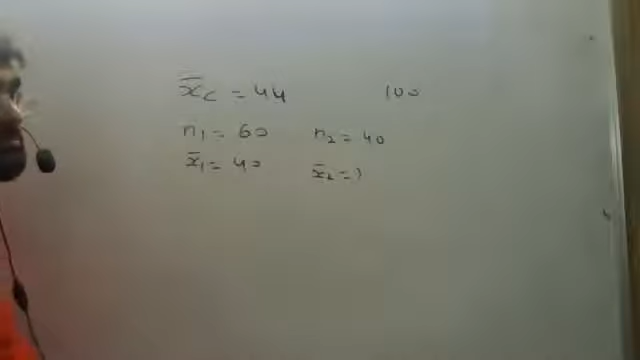 x̄c = 44 100
n₁ = 60 n₂ = 40
x̄₁ = 40 x̄₂ = ?